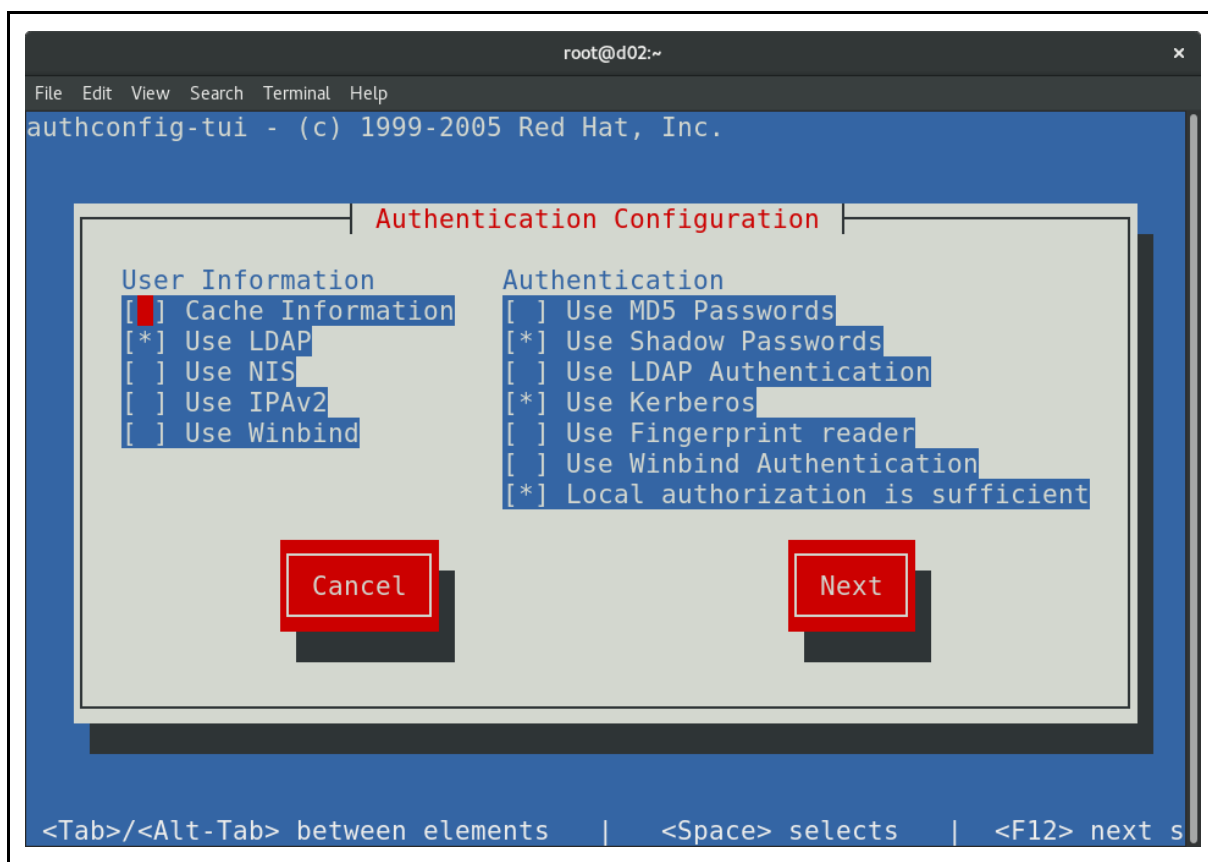 root@d02:~ ×
File Edit View Search Terminal Help
authconfig-tui - (c) 1999-2005 Red Hat, Inc.
Authentication Configuration
User Information
[ ] Cache Information
[*] Use LDAP
[ ] Use NIS
[ ] Use IPAv2
[ ] Use Winbind
Authentication
[ ] Use MD5 Passwords
[*] Use Shadow Passwords
[ ] Use LDAP Authentication
[*] Use Kerberos
[ ] Use Fingerprint reader
[ ] Use Winbind Authentication
[*] Local authorization is sufficient
Cancel
Next
<Tab>/<Alt-Tab> between elements | <Space> selects | <F12> next s